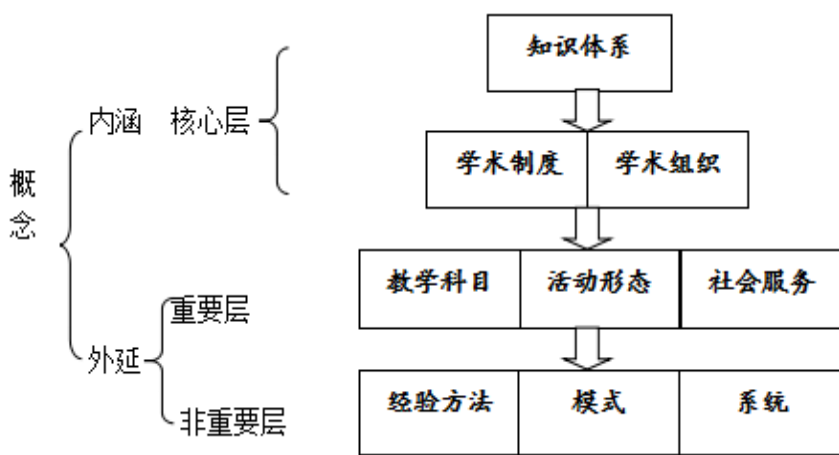 知识体系
内涵 核心层
学术制度 学术组织
概
念
教学科目 活动形态 社会服务
重要层
外延
经验方法 模式 系统
非重要层